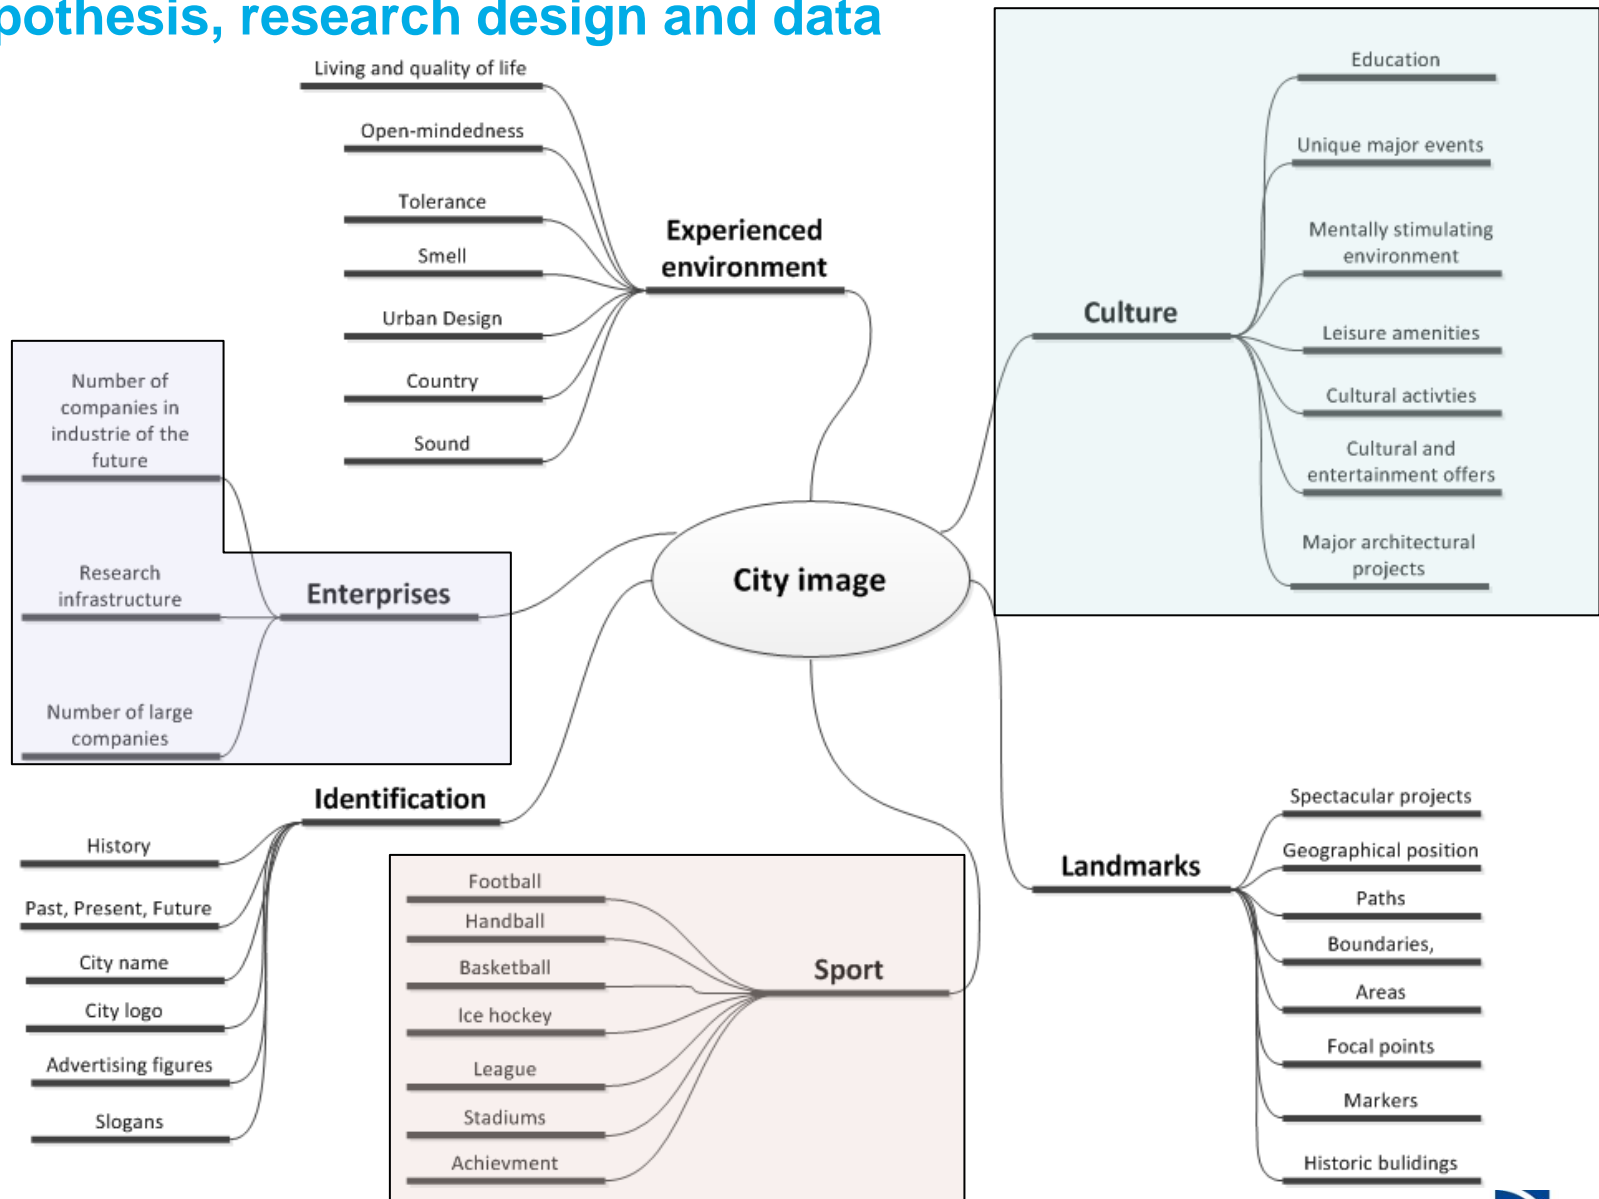 pothesis, research design and data
Living and quality of life
Open-mindedness
Tolerance
Smell
Urban Design
Country
Sound
Experienced
environment
Education
Unique major events
Mentally stimulating
environment
Leisure amenities
Cultural activties
Cultural and
entertainment offers
Major architectural
projects
Culture
Number of
companies in
industrie of the
future
Research
infrastructure
Number of large
companies
Enterprises
City image
Identification
History
Past, Present, Future
City name
City logo
Advertising figures
Slogans
Football
Handball
Basketball
Ice hockey
League
Stadiums
Achievment
Sport
Landmarks
Spectacular projects
Geographical position
Paths
Boundaries,
Areas
Focal points
Markers
Historic bulidings